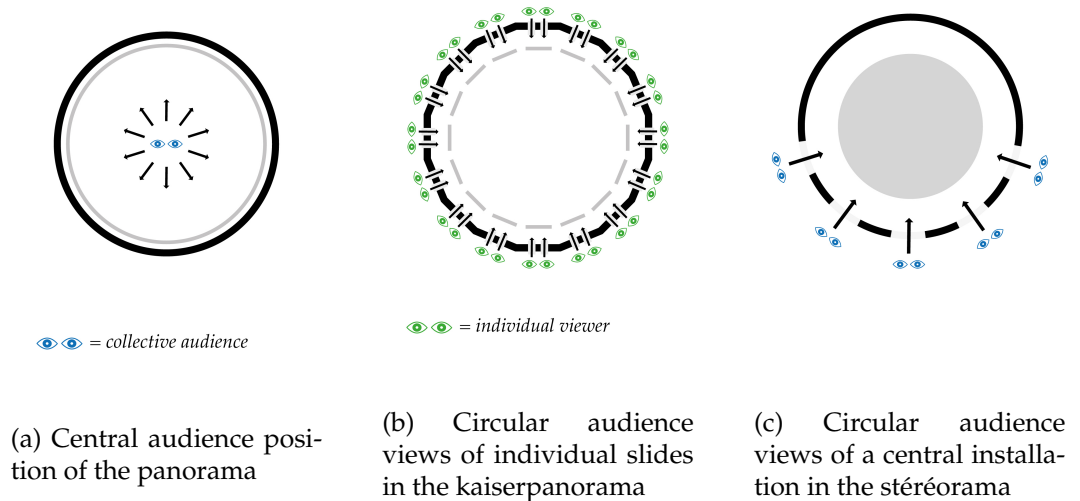 = collective audience
= individual viewer
(a) Central audience posi-
tion of the panorama
(b) Circular audience
views of individual slides
in the kaiserpanorama
(c) Circular audience
views of a central installa-
tion in the stéréorama